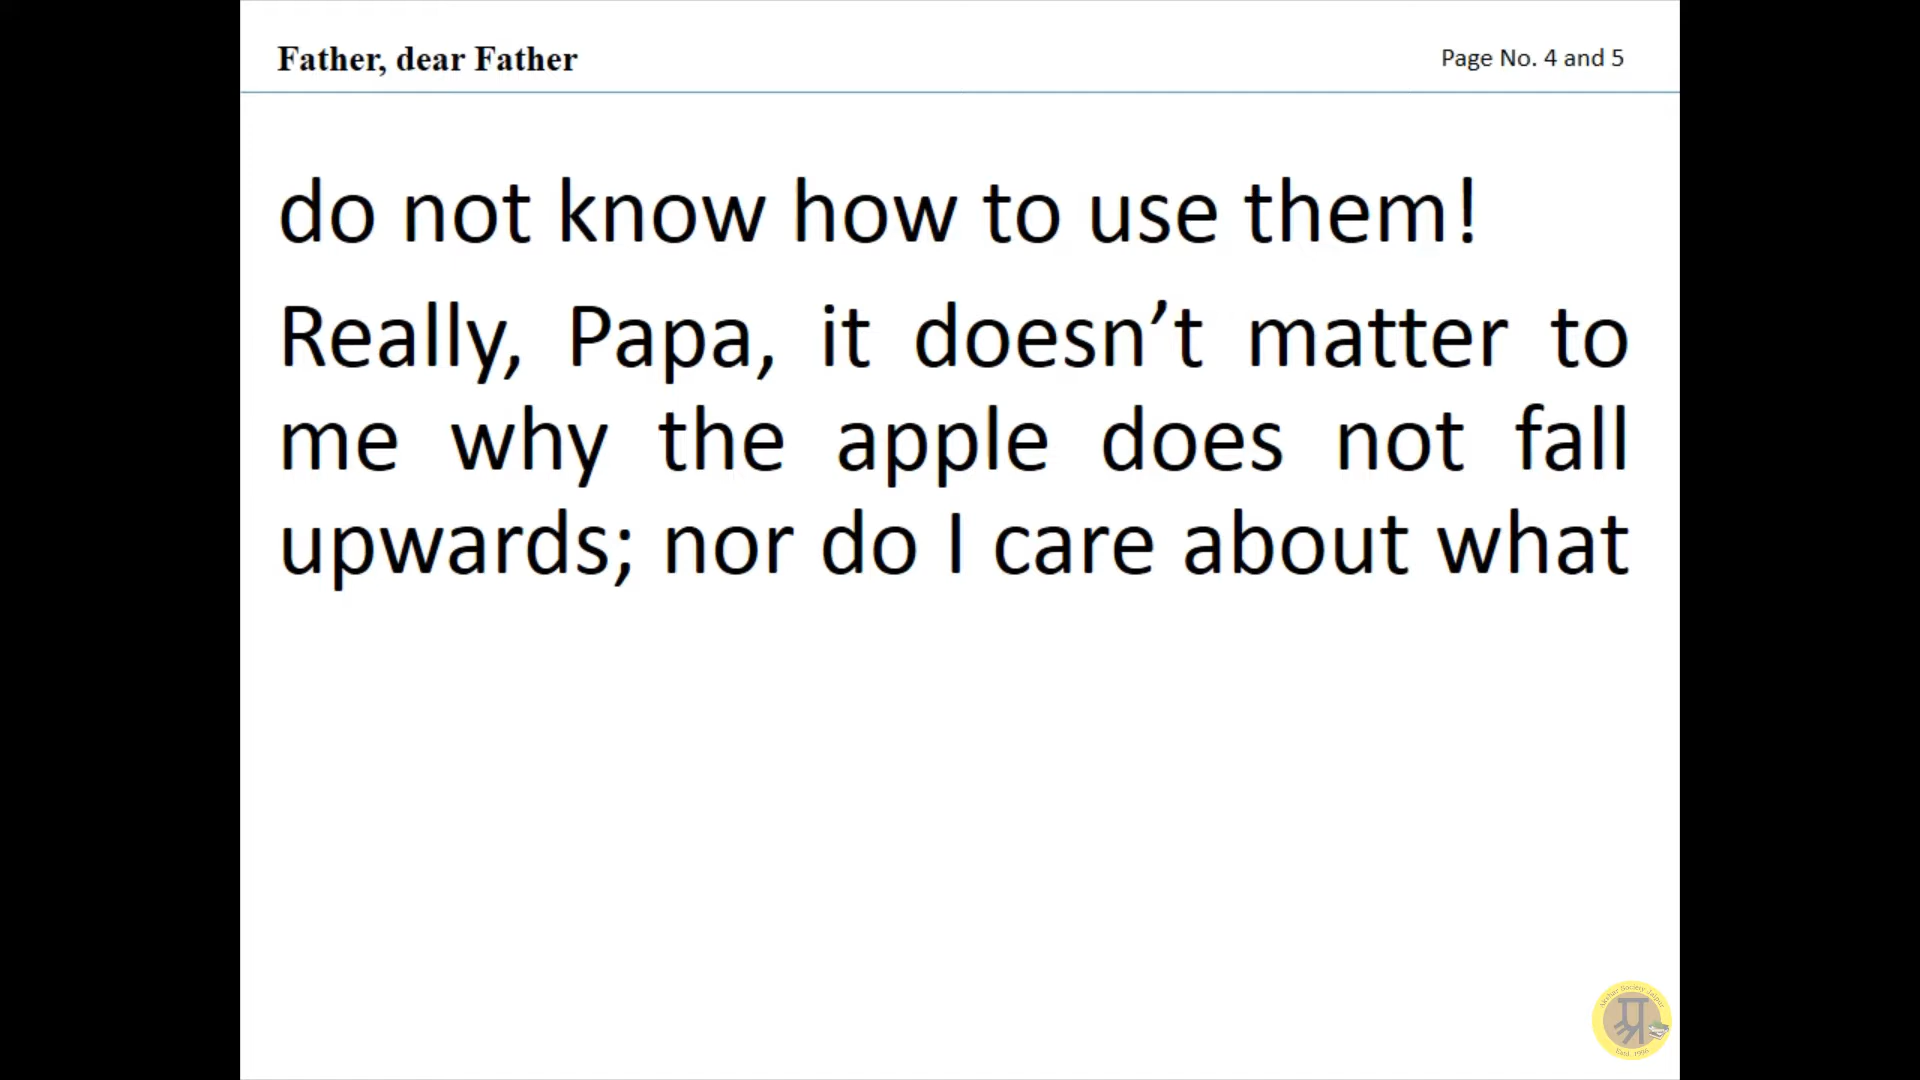 Father, dear Father
Page No. 4 and 5
do not know how to use them!
Really, Papa, it doesn’t matter to
me why the apple does not fall
upwards; nor do I care about what